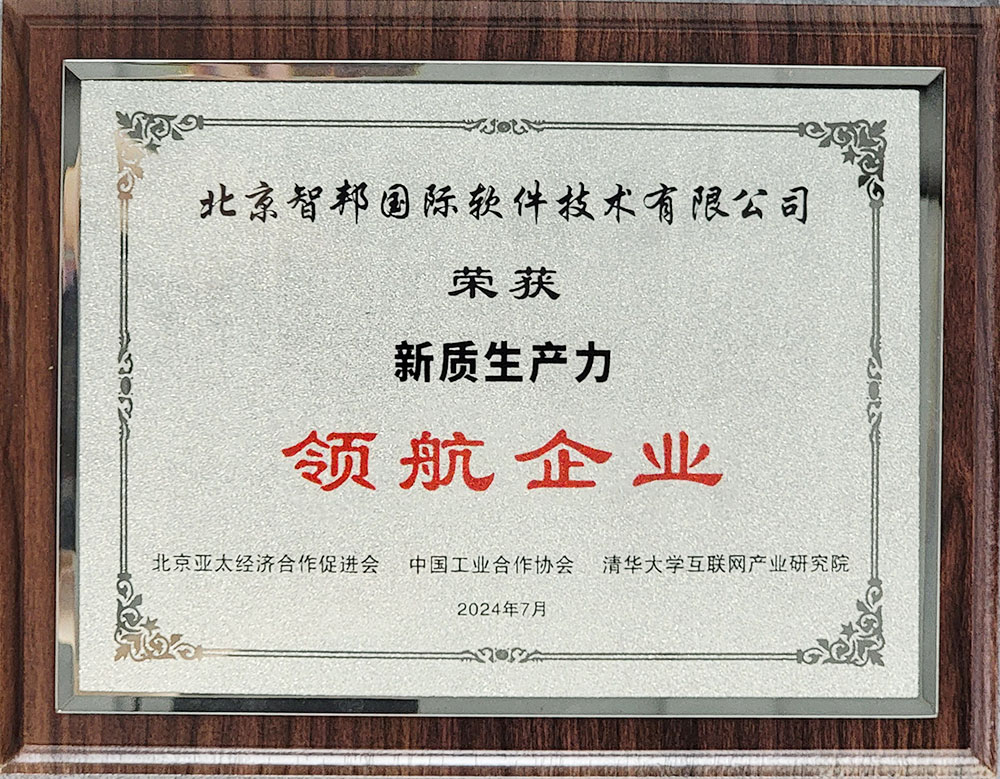 北京智邦国际软件技术有限公司
荣获
新质生产力
领航企业
北京亚太经济合作促进会 中国工业合作协会 清华大学互联网产业研究院
2024年7月